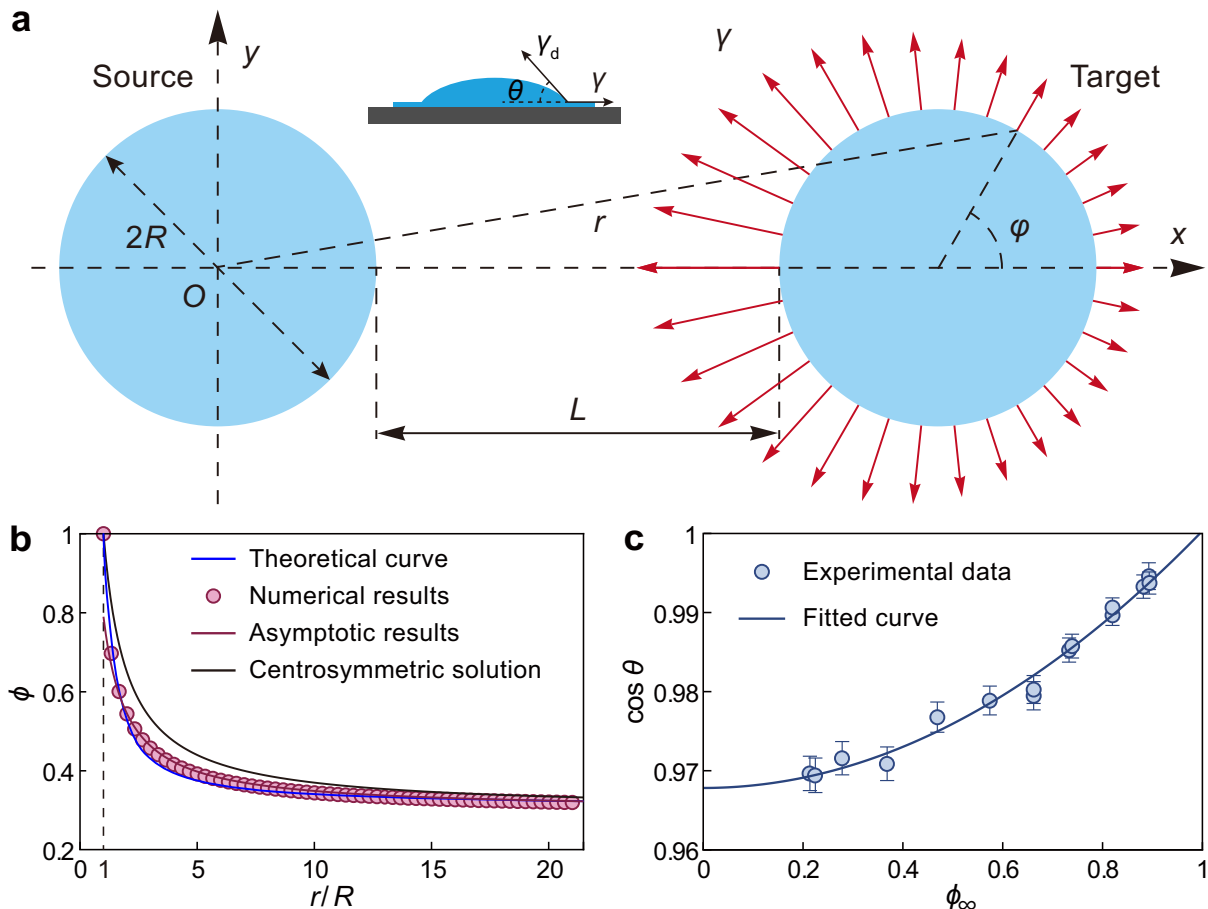 a
y
Source
γ
γd
θ
γ
Target
2R
r
φ
x
O
L
b
ϕ
1
0.8
0.6
0.4
0.2
Theoretical curve
Numerical results
Asymptotic results
Centrosymmetric solution
0 1 5 10 15 20
r/R
c
cos θ
1
0.99
0.98
0.97
0.96
Experimental data
Fitted curve
0 0.2 0.4 0.6 0.8 1
ϕ∞